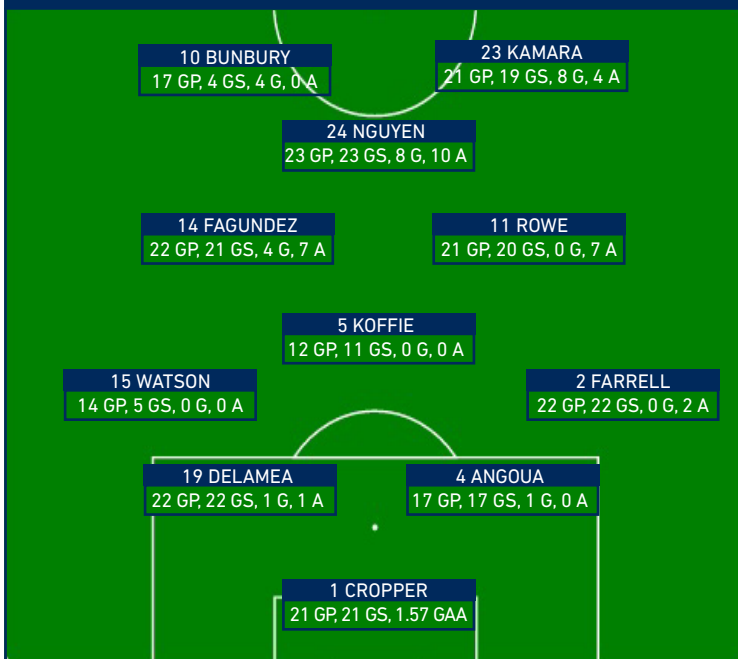 10 BUNBURY
17 GP, 4 GS, 4 G, 0 A
23 KAMARA
21 GP, 19 GS, 8 G, 4 A
24 NGUYEN
23 GP, 23 GS, 8 G, 10 A
14 FAGUNDEZ
22 GP, 21 GS, 4 G, 7 A
11 ROWE
21 GP, 20 GS, 0 G, 7 A
5 KOFFIE
12 GP, 11 GS, 0 G, 0 A
15 WATSON
14 GP, 5 GS, 0 G, 0 A
2 FARRELL
22 GP, 22 GS, 0 G, 2 A
19 DELAMEA
22 GP, 22 GS, 1 G, 1 A
4 ANGOUA
17 GP, 17 GS, 1 G, 0 A
1 CROPPER
21 GP, 21 GS, 1.57 GAA